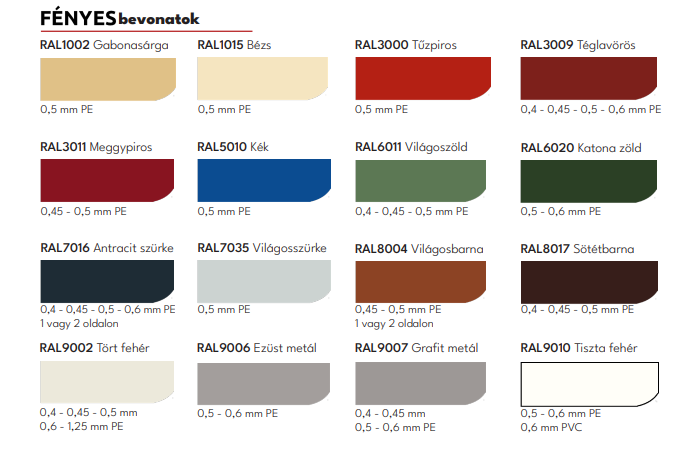 FÉNYES bevonatok
RAL1002 Gabonasárga
0,5 mm PE
RAL1015 Bézs
0,5 mm PE
RAL3000 Tűzpiros
0,5 mm PE
RAL3009 Téglavörös
0,4 - 0,45 - 0,5 - 0,6 mm PE
RAL3011 Meggypiros
0,45 - 0,5 mm PE
RAL5010 Kék
0,5 mm PE
RAL6011 Világoszöld
0,4 - 0,45 - 0,5 mm PE
RAL6020 Katona zöld
0,5 - 0,6 mm PE
RAL7016 Antracit szürke
0,4 - 0,45 - 0,5 - 0,6 mm PE
1 vagy 2 oldalon
RAL7035 Világosszürke
0,5 mm PE
RAL8004 Világosbarna
0,45 - 0,5 mm PE
1 vagy 2 oldalon
RAL8017 Sötétbarna
0,4 - 0,45 - 0,5 mm PE
RAL9002 Tört fehér
0,4 - 0,45 - 0,5 mm
0,6 - 1,25 mm PE
RAL9006 Ezüst metál
0,5 - 0,6 mm PE
RAL9007 Grafit metál
0,4 - 0,45 mm
0,5 - 0,6 mm PE
RAL9010 Tiszta fehér
0,5 - 0,6 mm PE
0,6 mm PVC